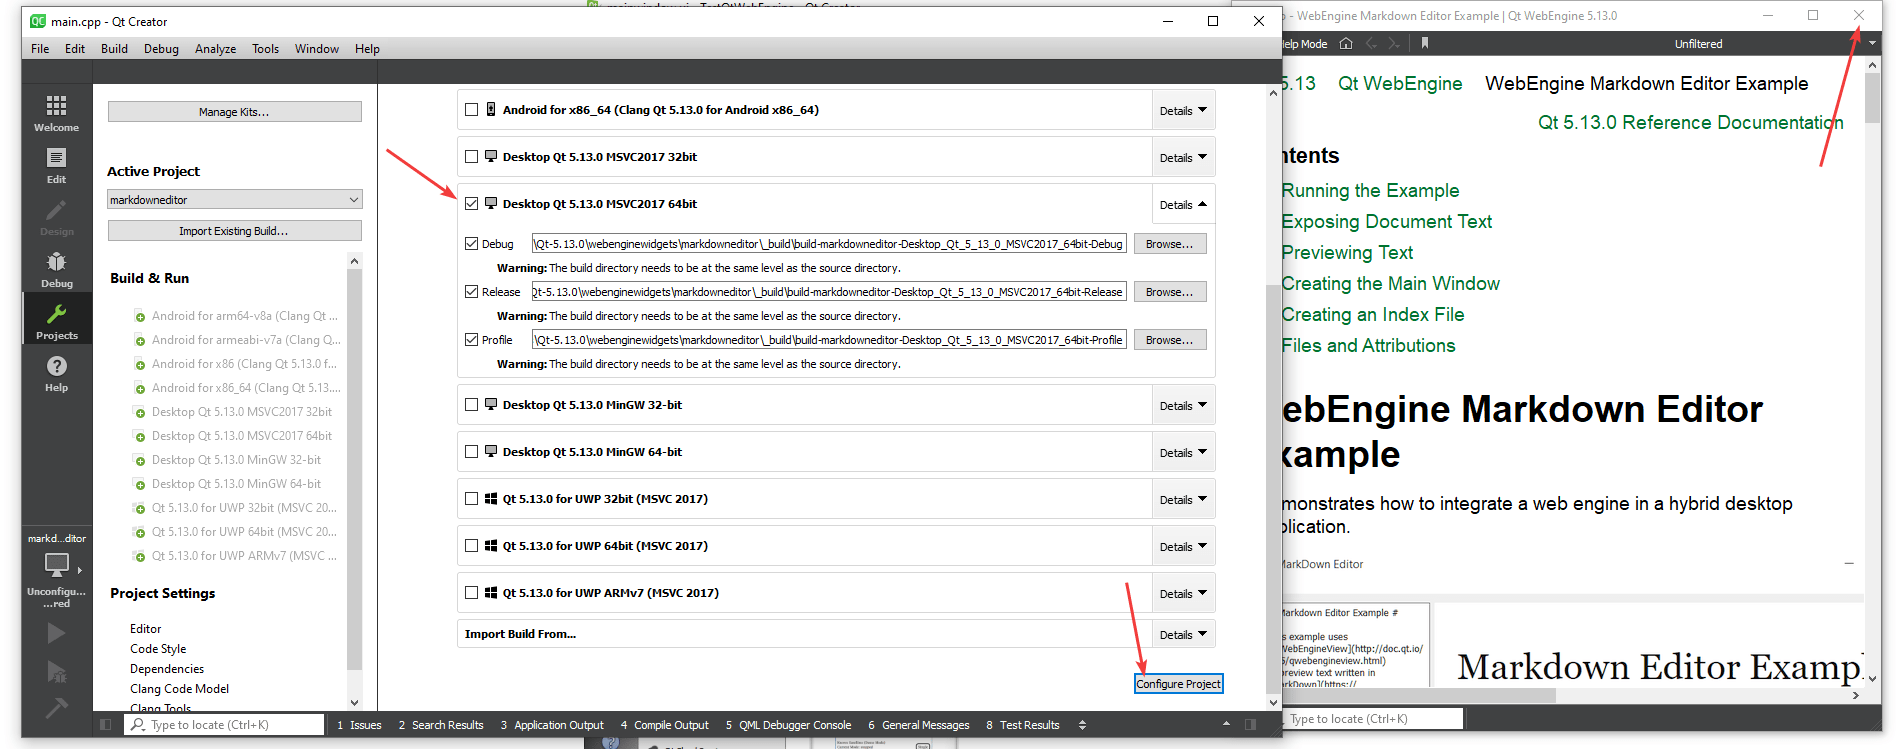 main.cpp - Qt Creator
File Edit Build Debug Analyze Tools Window Help
Welcome
Edit
Design
Debug
Projects
Help
markd...ditor
Unconfigu...
...red
Manage Kits...
Active Project
markdowneditor
Import Existing Build...
Build & Run
Android for arm64-v8a (Clang Qt ...
Android for armeabi-v7a (Clang Q...
Android for x86 (Clang Qt 5.13.0 f...
Android for x86_64 (Clang Qt 5.13....
Desktop Qt 5.13.0 MSVC2017 32bit
Desktop Qt 5.13.0 MSVC2017 64bit
Desktop Qt 5.13.0 MinGW 32-bit
Desktop Qt 5.13.0 MinGW 64-bit
Qt 5.13.0 for UWP 32bit (MSVC 20...
Qt 5.13.0 for UWP 64bit (MSVC 20...
Qt 5.13.0 for UWP ARMv7 (MSVC ...
Project Settings
Editor
Code Style
Dependencies
Clang Code Model
Clang Tools
Android for x86_64 (Clang Qt 5.13.0 for Android x86_64) Details
Desktop Qt 5.13.0 MSVC2017 32bit Details
Desktop Qt 5.13.0 MSVC2017 64bit Details
Debug \Qt-5.13.0\webenginewidgets\markdowneditor\_build\build-markdowneditor-Desktop_Qt_5_13_0_MSVC2017_64bit-Debug Browse...
Warning: The build directory needs to be at the same level as the source directory.
Release Qt-5.13.0\webenginewidgets\markdowneditor\_build\build-markdowneditor-Desktop_Qt_5_13_0_MSVC2017_64bit-Release Browse...
Warning: The build directory needs to be at the same level as the source directory.
Profile \Qt-5.13.0\webenginewidgets\markdowneditor\_build\build-markdowneditor-Desktop_Qt_5_13_0_MSVC2017_64bit-Profile Browse...
Warning: The build directory needs to be at the same level as the source directory.
Desktop Qt 5.13.0 MinGW 32-bit Details
Desktop Qt 5.13.0 MinGW 64-bit Details
Qt 5.13.0 for UWP 32bit (MSVC 2017) Details
Qt 5.13.0 for UWP 64bit (MSVC 2017) Details
Qt 5.13.0 for UWP ARMv7 (MSVC 2017) Details
Import Build From... Details
Configure Project
Type to locate (Ctrl+K) 1 Issues 2 Search Results 3 Application Output 4 Compile Output 5 QML Debugger Console 6 General Messages 8 Test Results
- WebEngine Markdown Editor Example | Qt WebEngine 5.13.0
elp Mode Unfiltered
5.13 Qt WebEngine WebEngine Markdown Editor Example
Qt 5.13.0 Reference Documentation
ntents
Running the Example
Exposing Document Text
Previewing Text
Creating the Main Window
Creating an Index File
Files and Attributions
ebEngine Markdown Editor
xample
monstrates how to integrate a web engine in a hybrid desktop
plication.
MarkDown Editor
Markdown Editor Example #
s example uses
WebEngineView](http://doc.qt.io/
5/qwebengineview.html)
preview text written in
rkDown](https://
Markdown Editor Exampl
Type to locate (Ctrl+K)